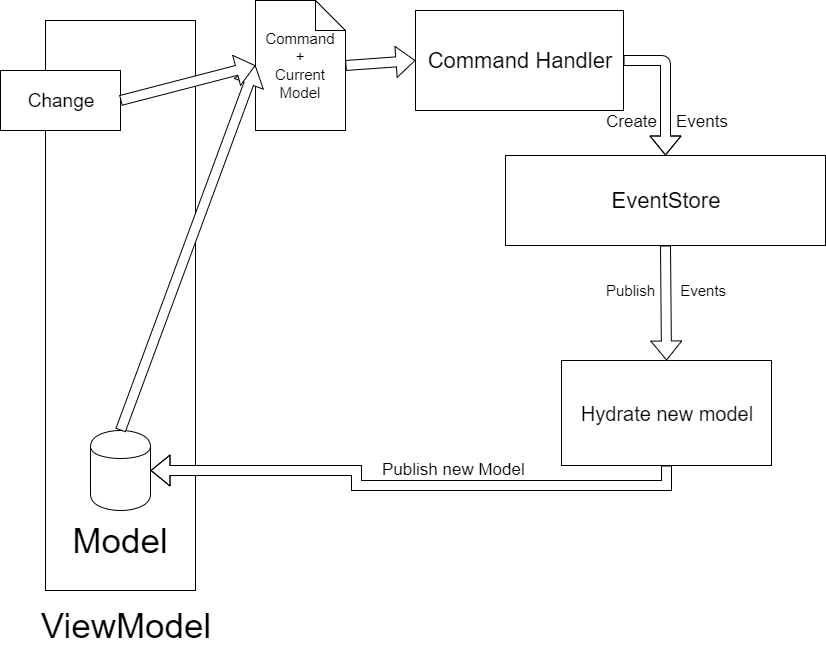 Command
+
Current
Model
Command Handler
Change
Create Events
EventStore
Publish Events
Hydrate new model
Publish new Model
Model
ViewModel